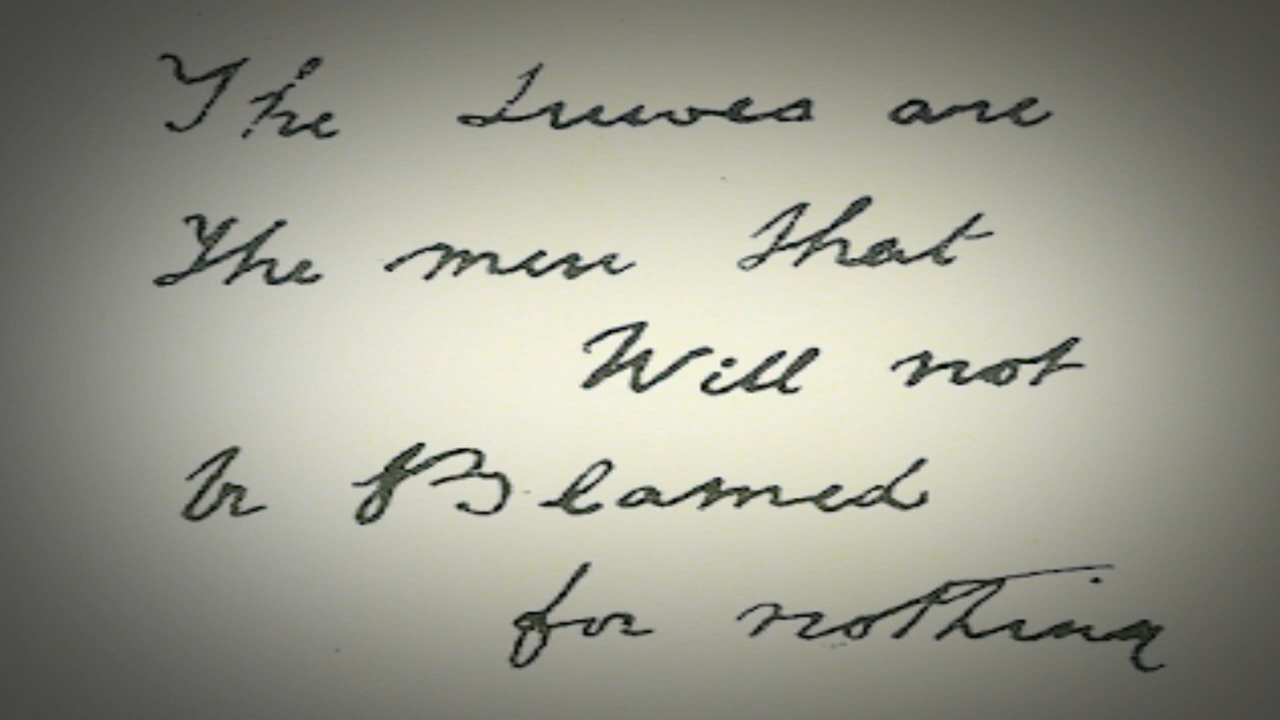 The Juwes are
The men that
Will not
be Blamed
for nothing